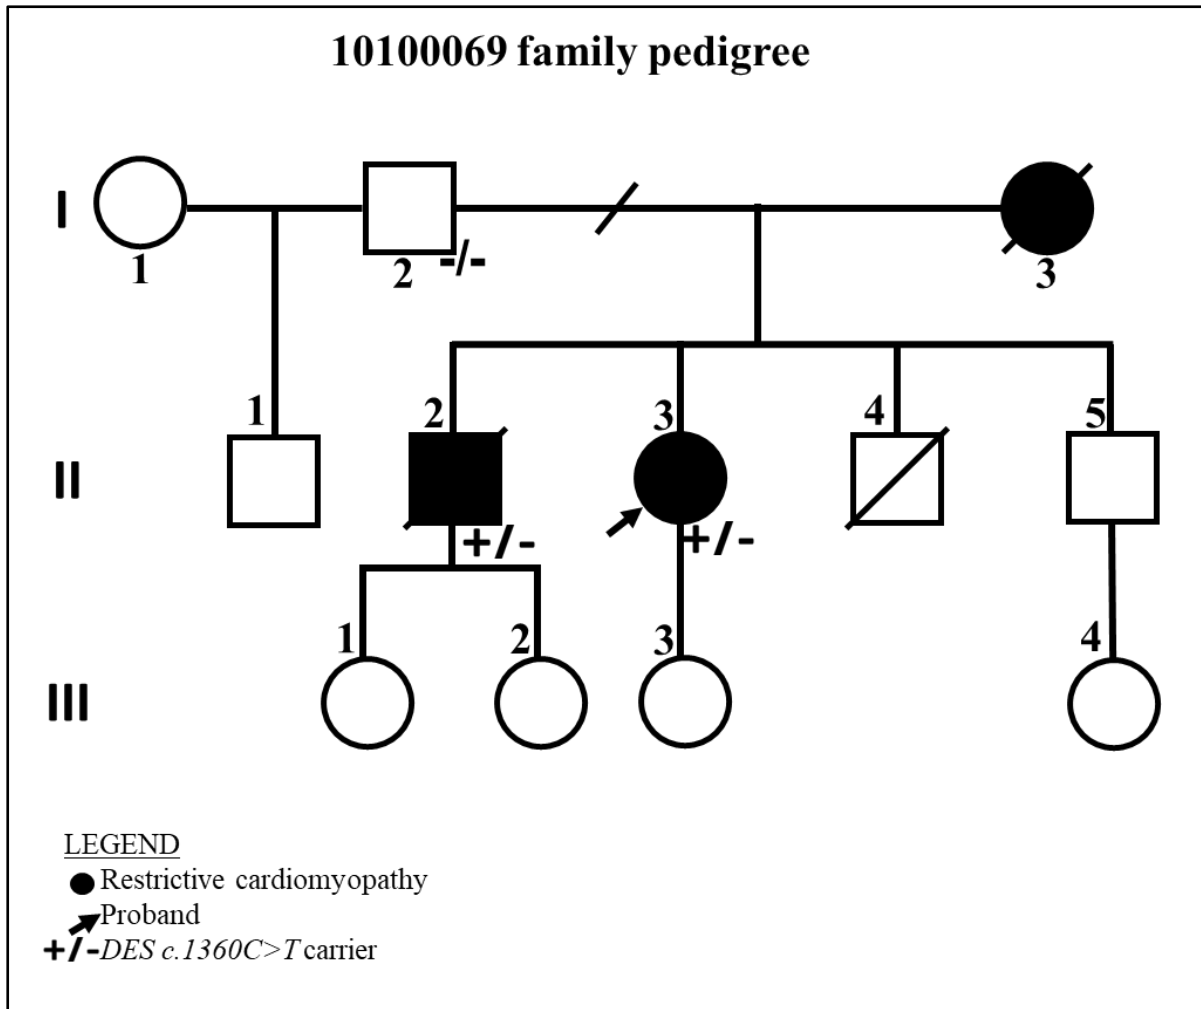 10100069 family pedigree
I
1
2 -/-
3
1
2
3
4
5
II
+/-
+/-
1
2
3
4
III
LEGEND
Restrictive cardiomyopathy
Proband
+/-DES c.1360C>T carrier